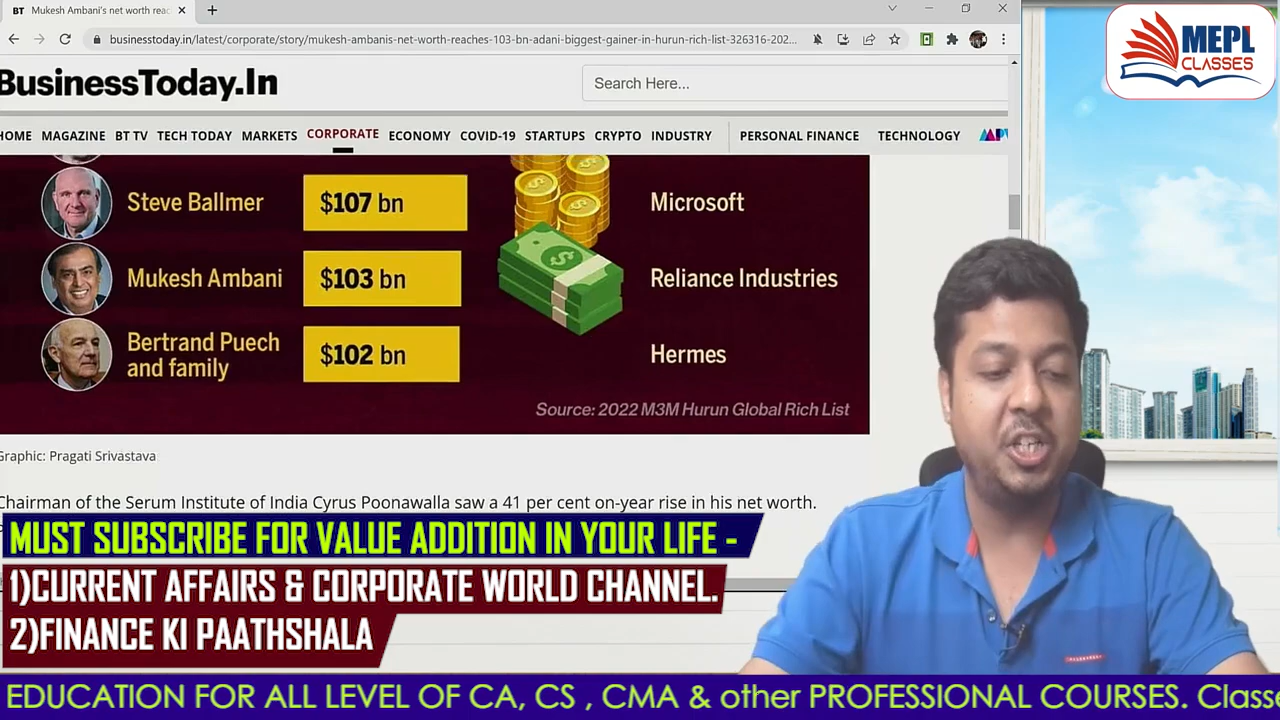 BT Mukesh Ambani's net worth reac
businesstoday.in/latest/corporate/story/mukesh-ambanis-net-worth-reaches-103
biggest-gainer-in-hurun-rich-list-326316-202...
MEPL
CLASSES
BusinessToday.In
Search Here...
HOME MAGAZINE BT TV TECH TODAY MARKETS CORPORATE ECONOMY COVID-19 STARTUPS CRYPTO INDUSTRY PERSONAL FINANCE TECHNOLOGY
Steve Ballmer $107 bn Microsoft
Mukesh Ambani $103 bn Reliance Industries
Bertrand Puech
and family
$102 bn
Hermes
Source: 2022 M3M Hurun Global Rich List
Graphic: Pragati Srivastava
Chairman of the Serum Institute of India Cyrus Poonawalla saw a 41 per cent on-year rise in his net worth.
MUST SUBSCRIBE FOR VALUE ADDITION IN YOUR LIFE -
1)CURRENT AFFAIRS & CORPORATE WORLD CHANNEL.
2)FINANCE KI PAATHSHALA
EDUCATION FOR ALL LEVEL OF CA, CS , CMA & other PROFESSIONAL COURSES. Classe